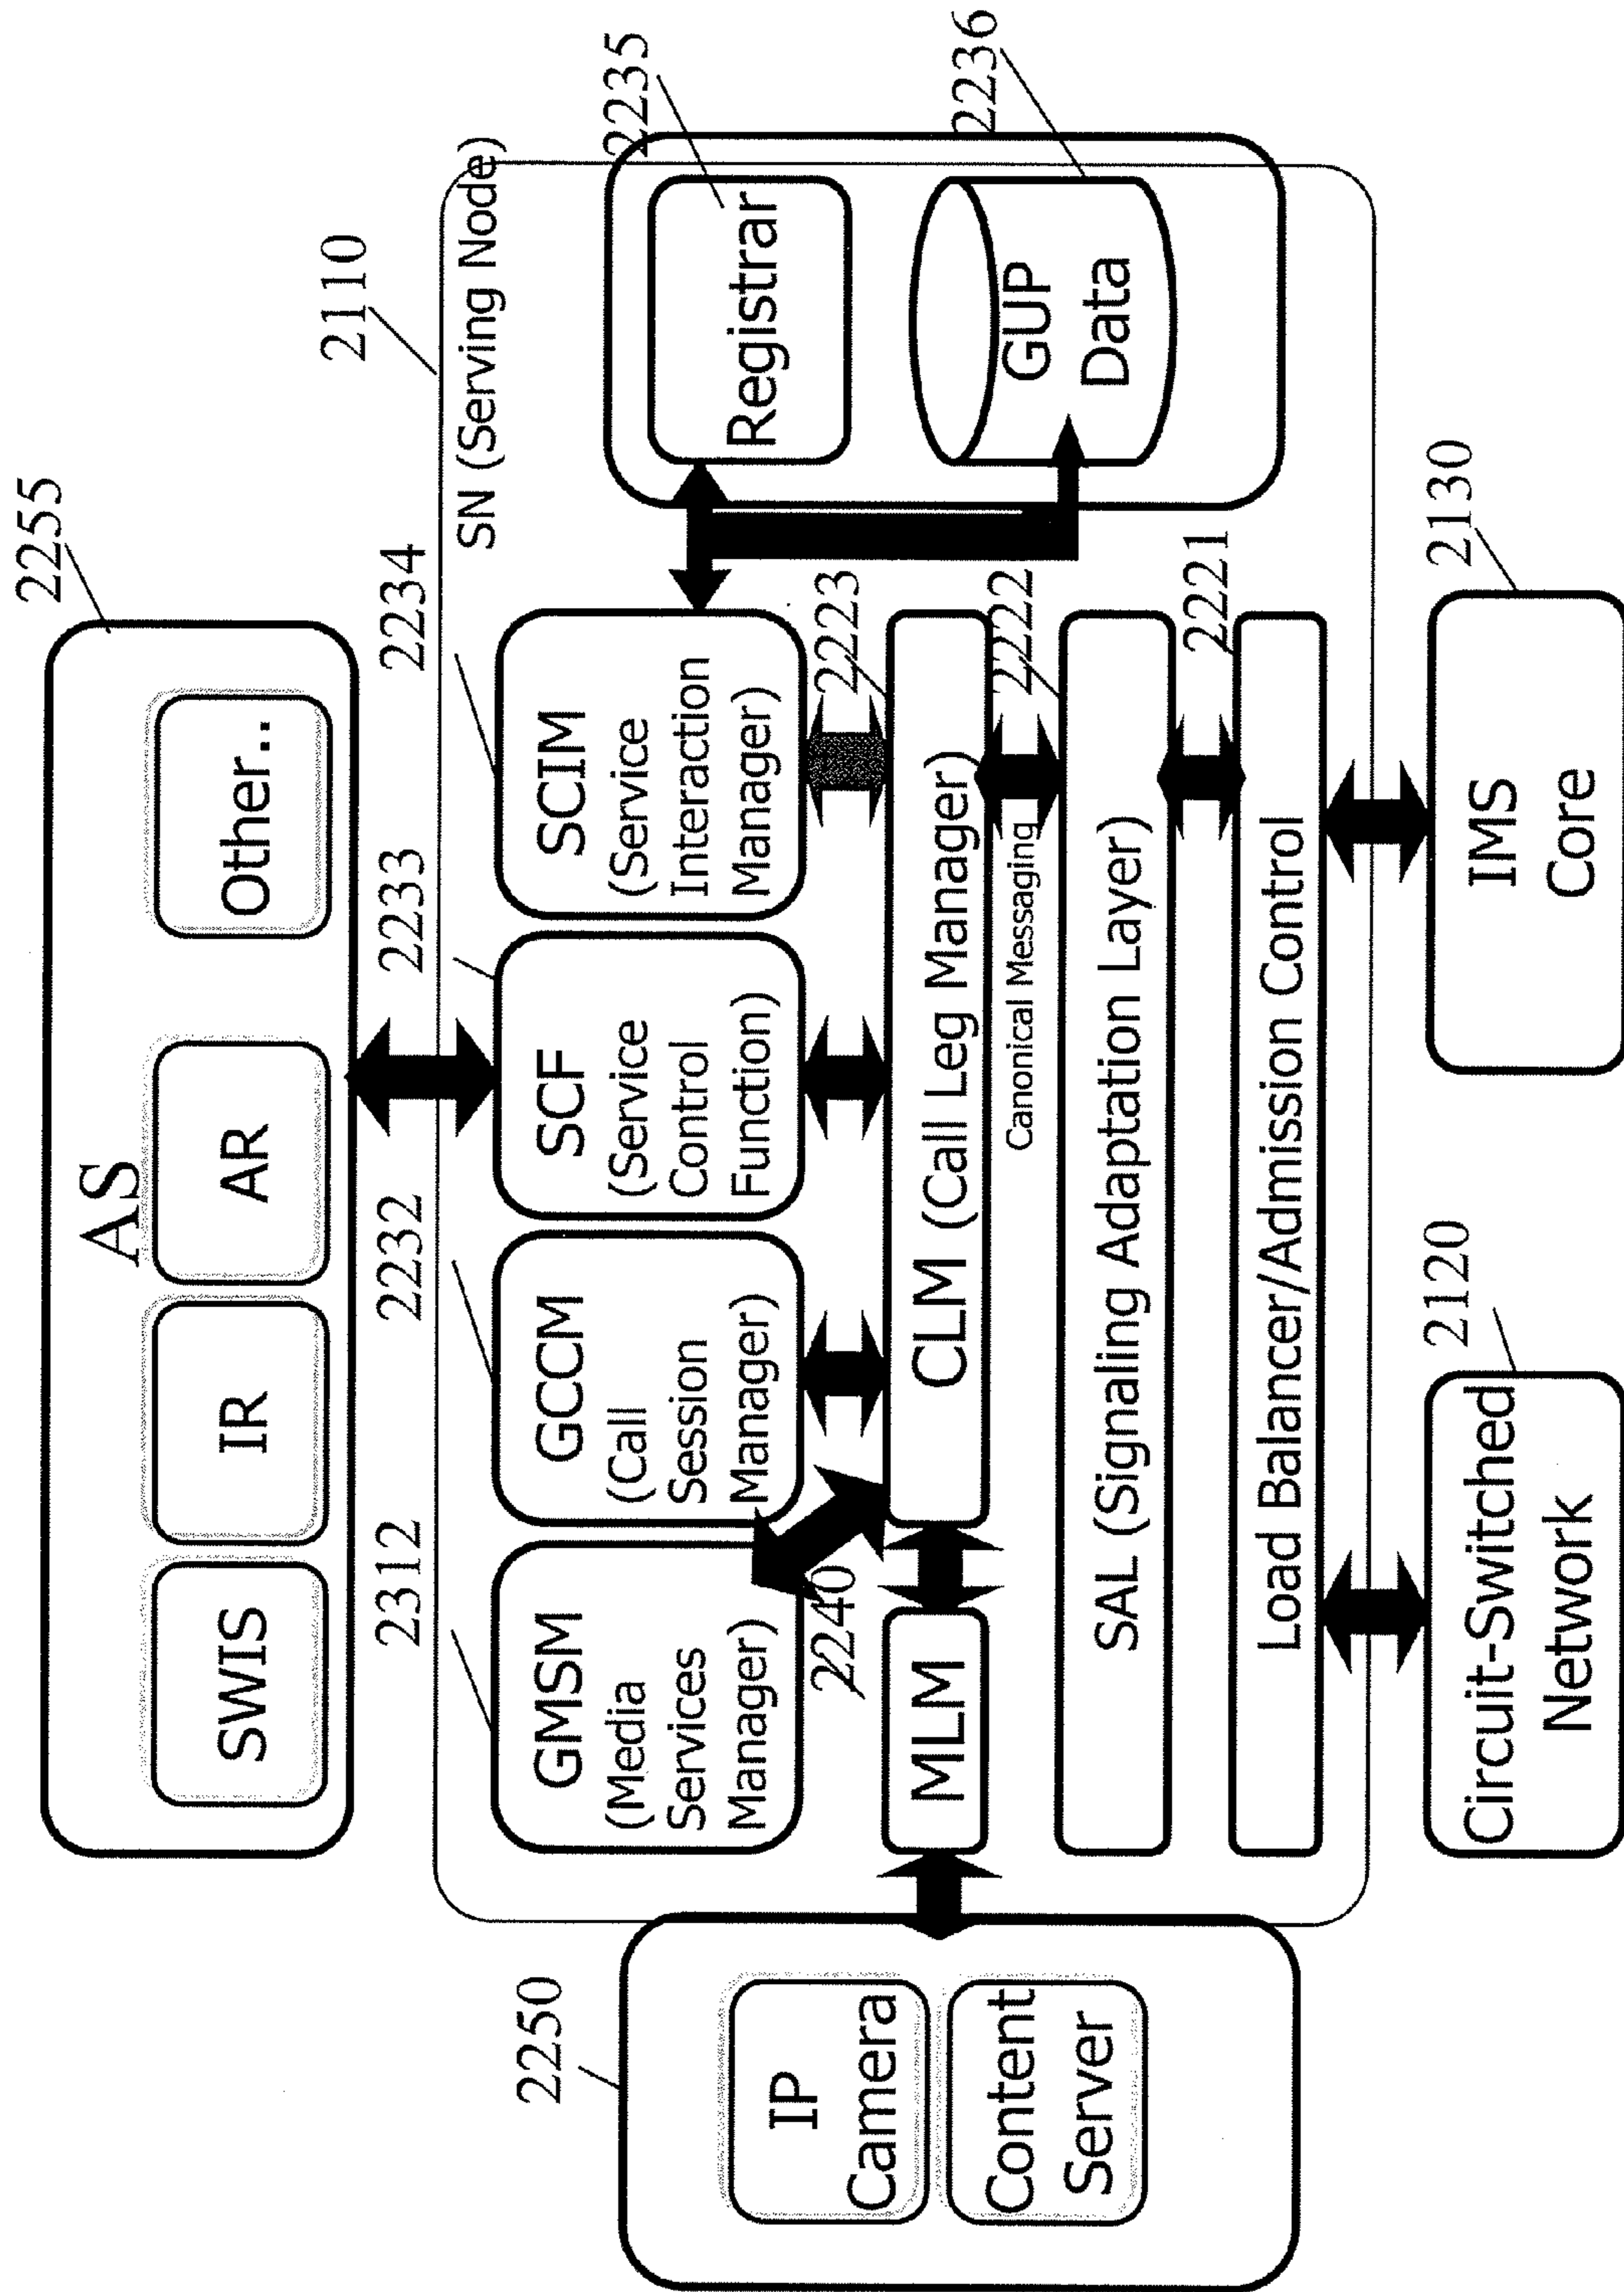 2255
AS
SWIS
IR
AR
Other..
2110
SN (Serving Node)
2312
2232
2233
2234
GMSM
(Media
Services
Manager)
GCCM
(Call
Session
Manager)
SCF
(Service
Control
Function)
SCIM
(Service
Interaction
Manager)
2235
Registrar
2236
GUP
Data
2250
IP
Camera
Content
Server
2240
MLM
2223
CLM (Call Leg Manager)
Canonical Messaging
2222
SAL (Signaling Adaptation Layer)
2221
Load Balancer/Admission Control
2120
Circuit-Switched
Network
2130
IMS
Core